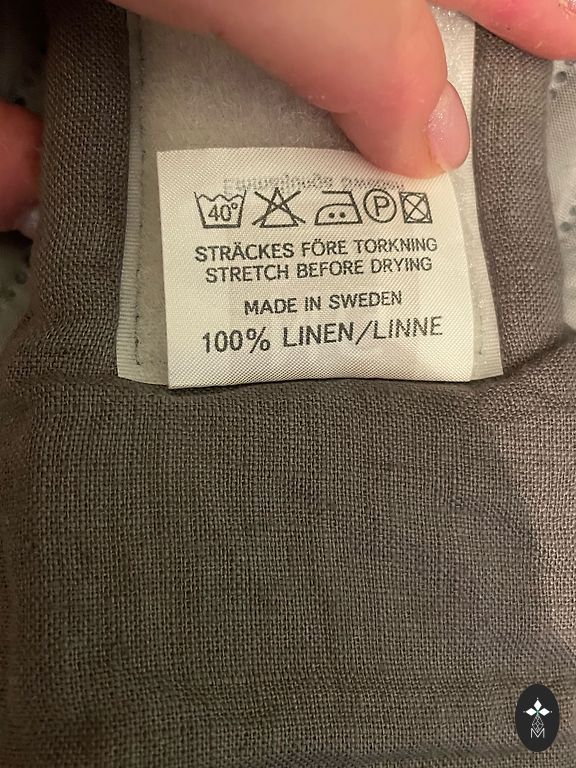 40°
P
STRÄCKES FÖRE TORKNING
STRETCH BEFORE DRYING
MADE IN SWEDEN
100% LINEN/LINNE
M